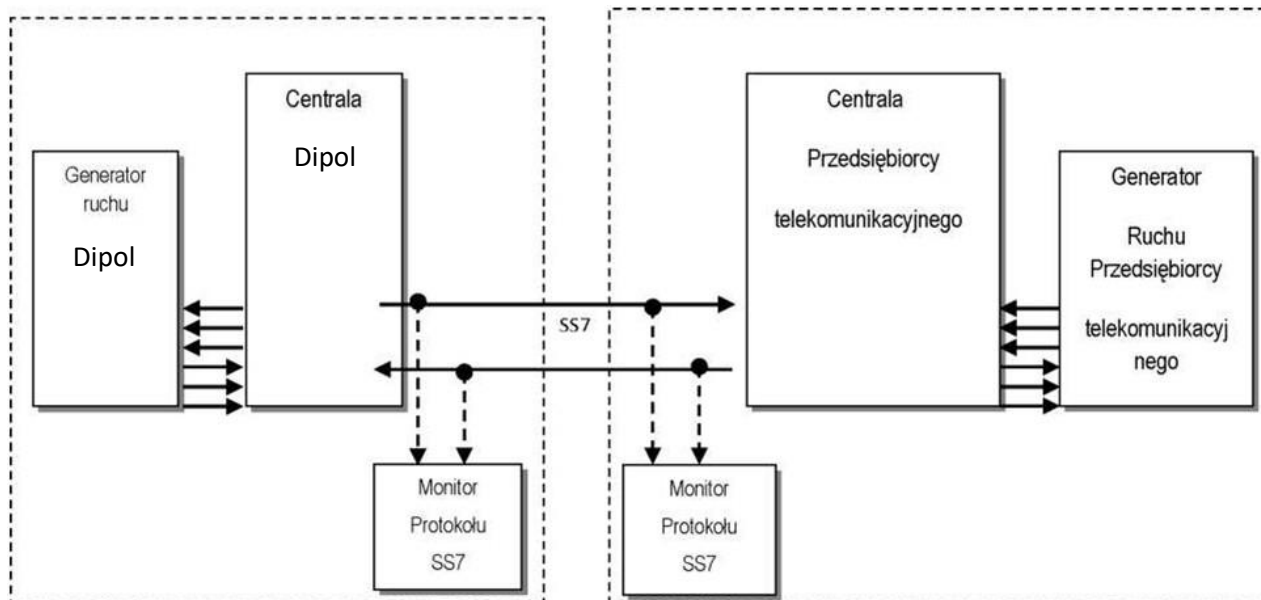 Generator
ruchu
Dipol
Centrala
Dipol
SS7
Centrala
Przedsiębiorcy
telekomunikacyjnego
Generator
Ruchu
Przedsiębiorcy
telekomunikacyj
nego
Monitor
Protokołu
SS7
Monitor
Protokołu
SS7